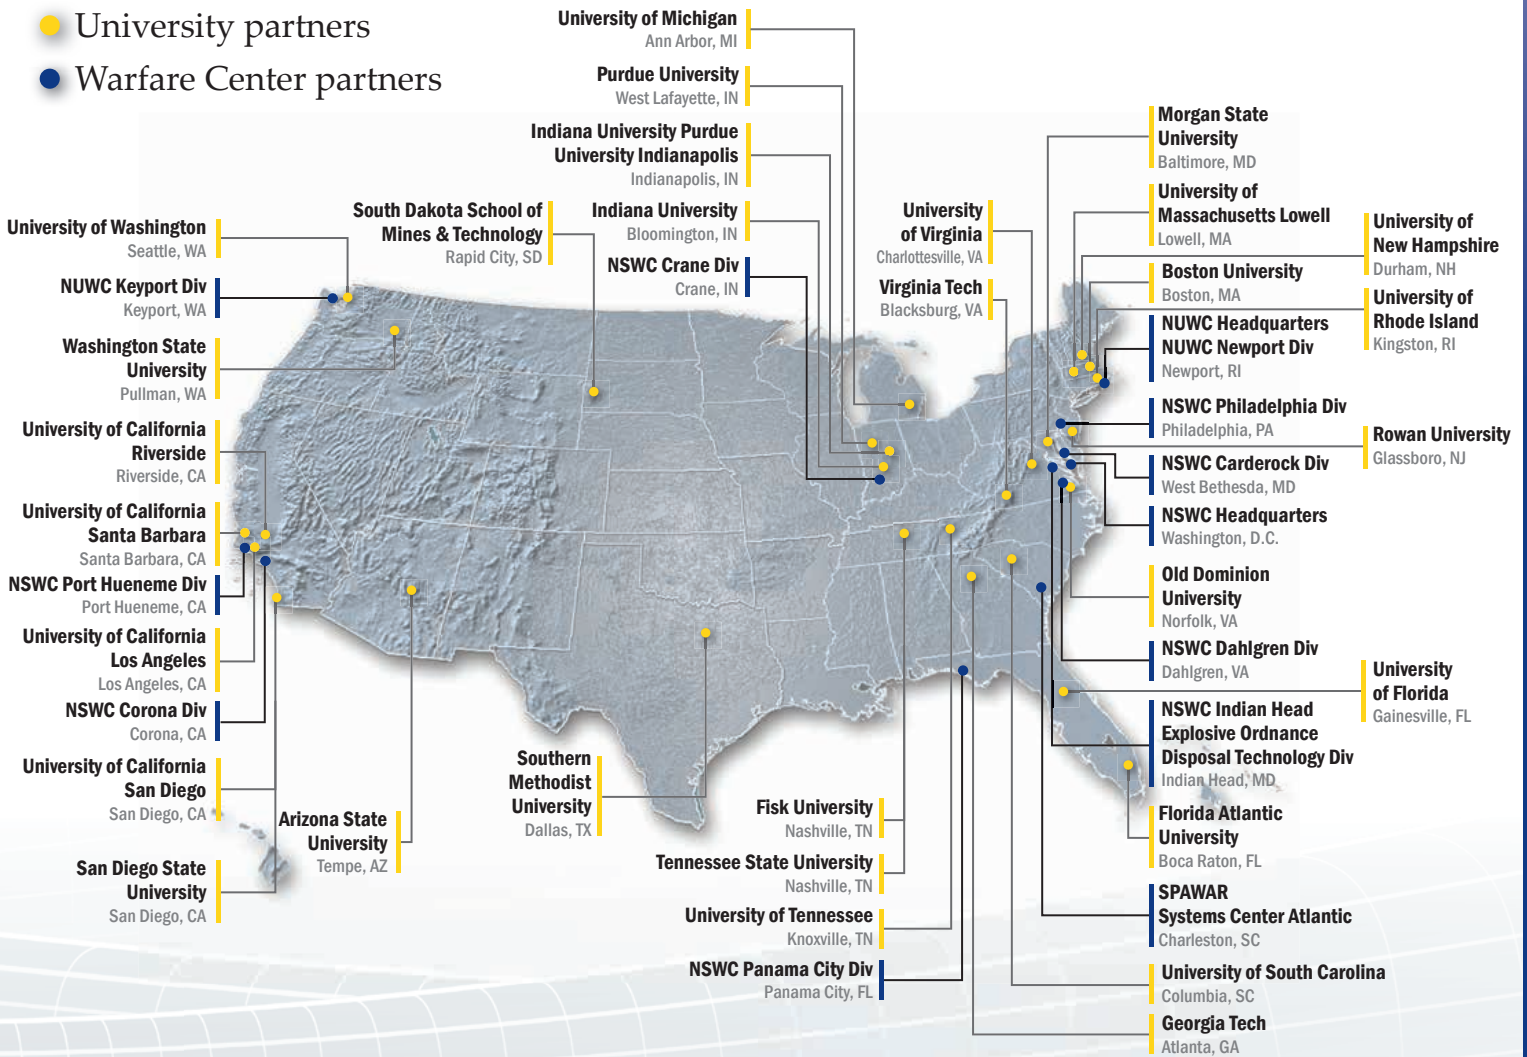 University partners
Warfare Center partners
University of Michigan
Ann Arbor, MI
Purdue University
West Lafayette, IN
Indiana University Purdue
University Indianapolis
Indianapolis, IN
Indiana University
Bloomington, IN
NSWC Crane Div
Crane, IN
South Dakota School of
Mines & Technology
Rapid City, SD
University of Washington
Seattle, WA
NUWC Keyport Div
Keyport, WA
Washington State
University
Pullman, WA
University of California
Riverside
Riverside, CA
University of California
Santa Barbara
Santa Barbara, CA
NSWC Port Hueneme Div
Port Hueneme, CA
University of California
Los Angeles
Los Angeles, CA
NSWC Corona Div
Corona, CA
University of California
San Diego
San Diego, CA
San Diego State
University
San Diego, CA
Arizona State
University
Tempe, AZ
Southern
Methodist
University
Dallas, TX
Fisk University
Nashville, TN
Tennessee State University
Nashville, TN
University of Tennessee
Knoxville, TN
NSWC Panama City Div
Panama City, FL
University
of Virginia
Charlottesville, VA
Virginia Tech
Blacksburg, VA
Morgan State
University
Baltimore, MD
University of
Massachusetts Lowell
Lowell, MA
Boston University
Boston, MA
NUWC Headquarters
NUWC Newport Div
Newport, RI
NSWC Philadelphia Div
Philadelphia, PA
NSWC Carderock Div
West Bethesda, MD
NSWC Headquarters
Washington, D.C.
Old Dominion
University
Norfolk, VA
NSWC Dahlgren Div
Dahlgren, VA
NSWC Indian Head
Explosive Ordnance
Disposal Technology Div
Indian Head, MD
Florida Atlantic
University
Boca Raton, FL
SPAWAR
Systems Center Atlantic
Charleston, SC
University of South Carolina
Columbia, SC
Georgia Tech
Atlanta, GA
University of
New Hampshire
Durham, NH
University of
Rhode Island
Kingston, RI
Rowan University
Glassboro, NJ
University
of Florida
Gainesville, FL